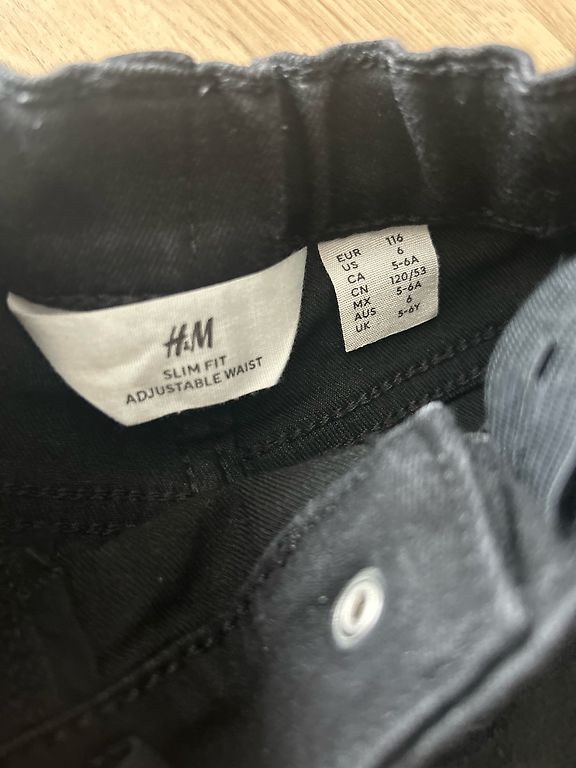 H&M
SLIM FIT
ADJUSTABLE WAIST
EUR 116
US 6
CA 5-6A
CN 120/53
MX 5-6A
AUS 6
UK 5-6Y